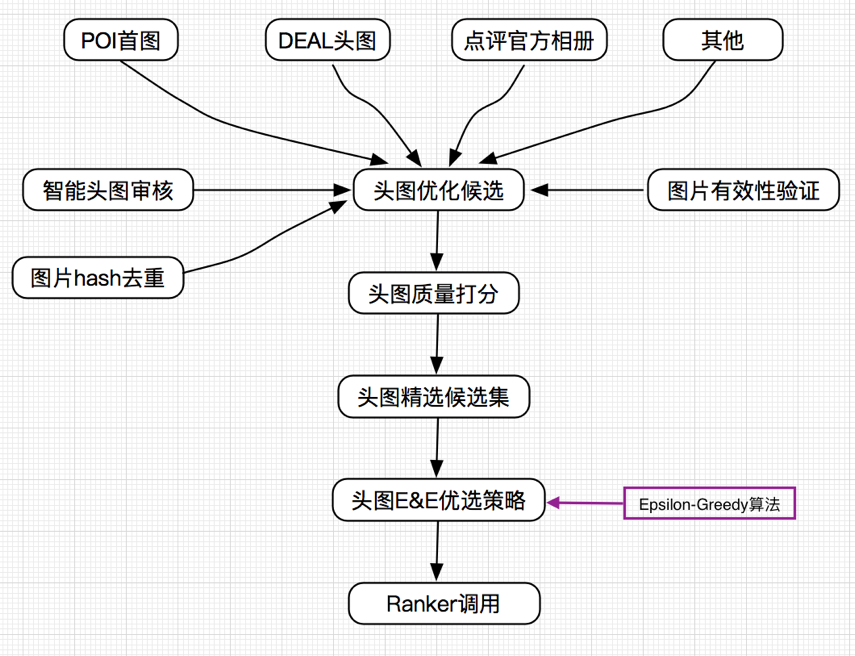 POI首图
DEAL头图
点评官方相册
其他
智能头图审核
头图优化候选
图片有效性验证
图片hash去重
头图质量打分
头图精选候选集
头图E&E优选策略
Epsilon-Greedy算法
Ranker调用